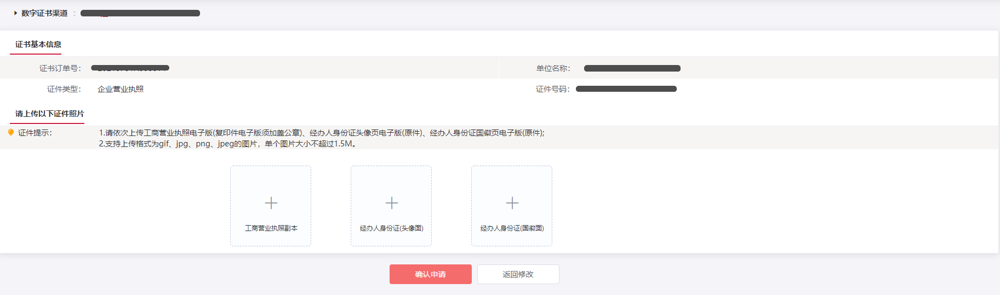 数字证书渠道 :
证书基本信息
证书订单号： 单位名称：
证件类型： 企业营业执照 证件号码：
请上传以下证件照片
证件提示： 1.请依次上传工商营业执照电子版(复印件电子版须加盖公章)、经办人身份证头像页电子版(原件)、经办人身份证国徽页电子版(原件);
2.支持上传格式为gif、jpg、png、jpeg的图片，单个图片大小不超过1.5M。
工商营业执照副本 经办人身份证(头像面) 经办人身份证(国徽面)
确认申请 返回修改